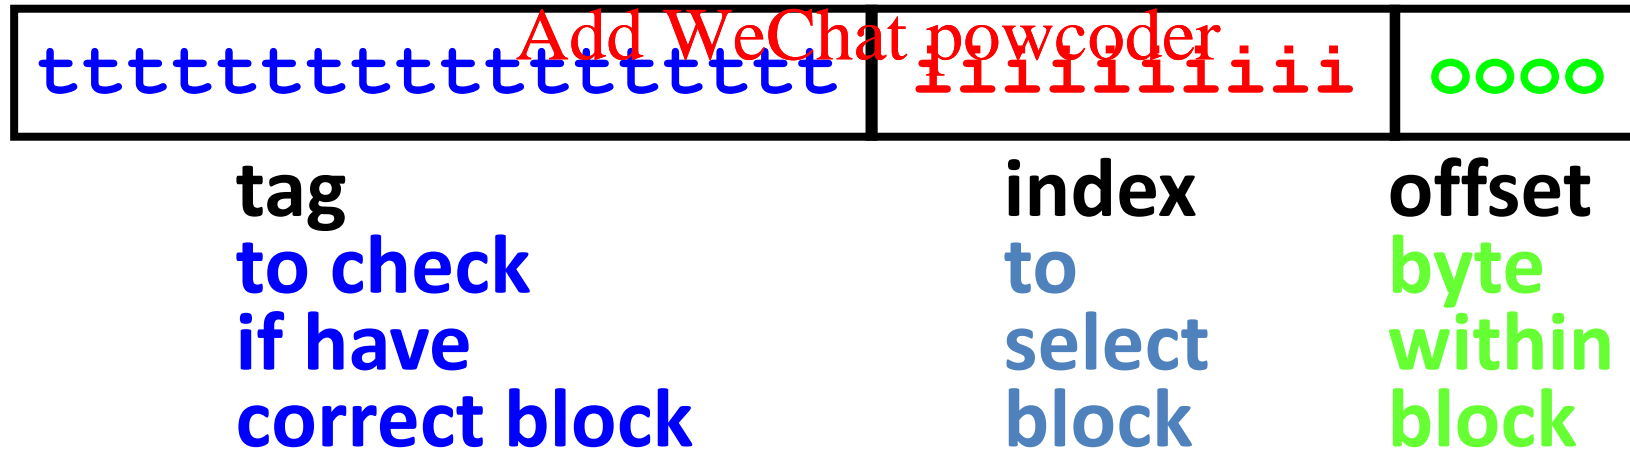 Add WeChat powcoder
tttttttttttttttttt iiiiiiiiii oooo
tag index offset
to check to byte
if have select within
correct block block block